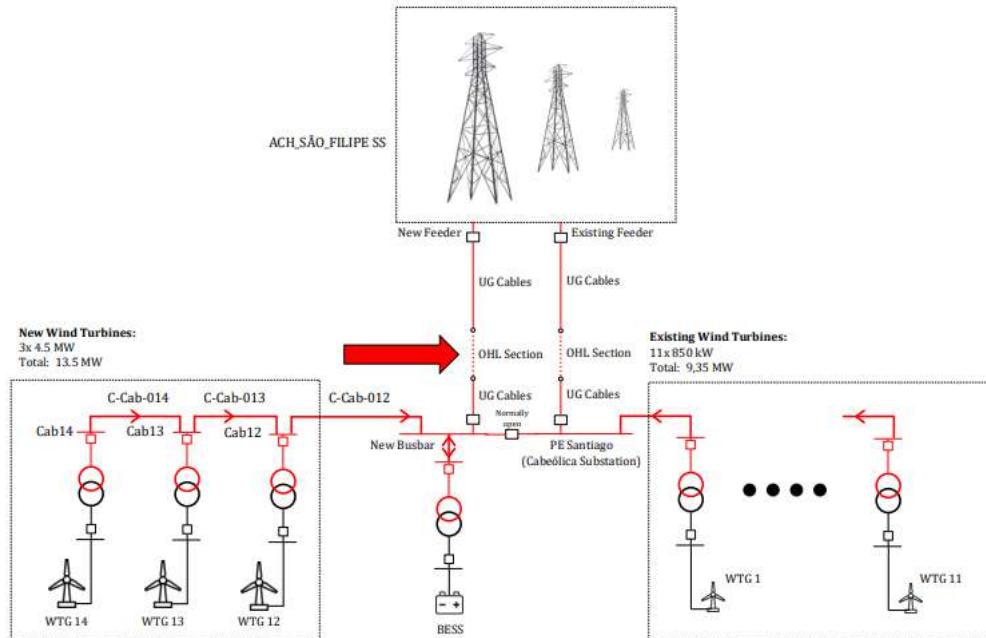 ACH_SÃO_FILIPE SS
New Feeder
Existing Feeder
UG Cables
UG Cables
New Wind Turbines:
3x 4.5 MW
Total: 13.5 MW
OHL Section
OHL Section
Existing Wind Turbines:
11x 850 kW
Total: 9,35 MW
C-Cab-014
C-Cab-013
C-Cab-012
UG Cables
UG Cables
Normally
open
Cab14
Cab13
Cab12
New Busbar
PE Santiago
(Cabeólica Substation)
WTG 14
WTG 13
WTG 12
BESS
WTG 1
WTG 11